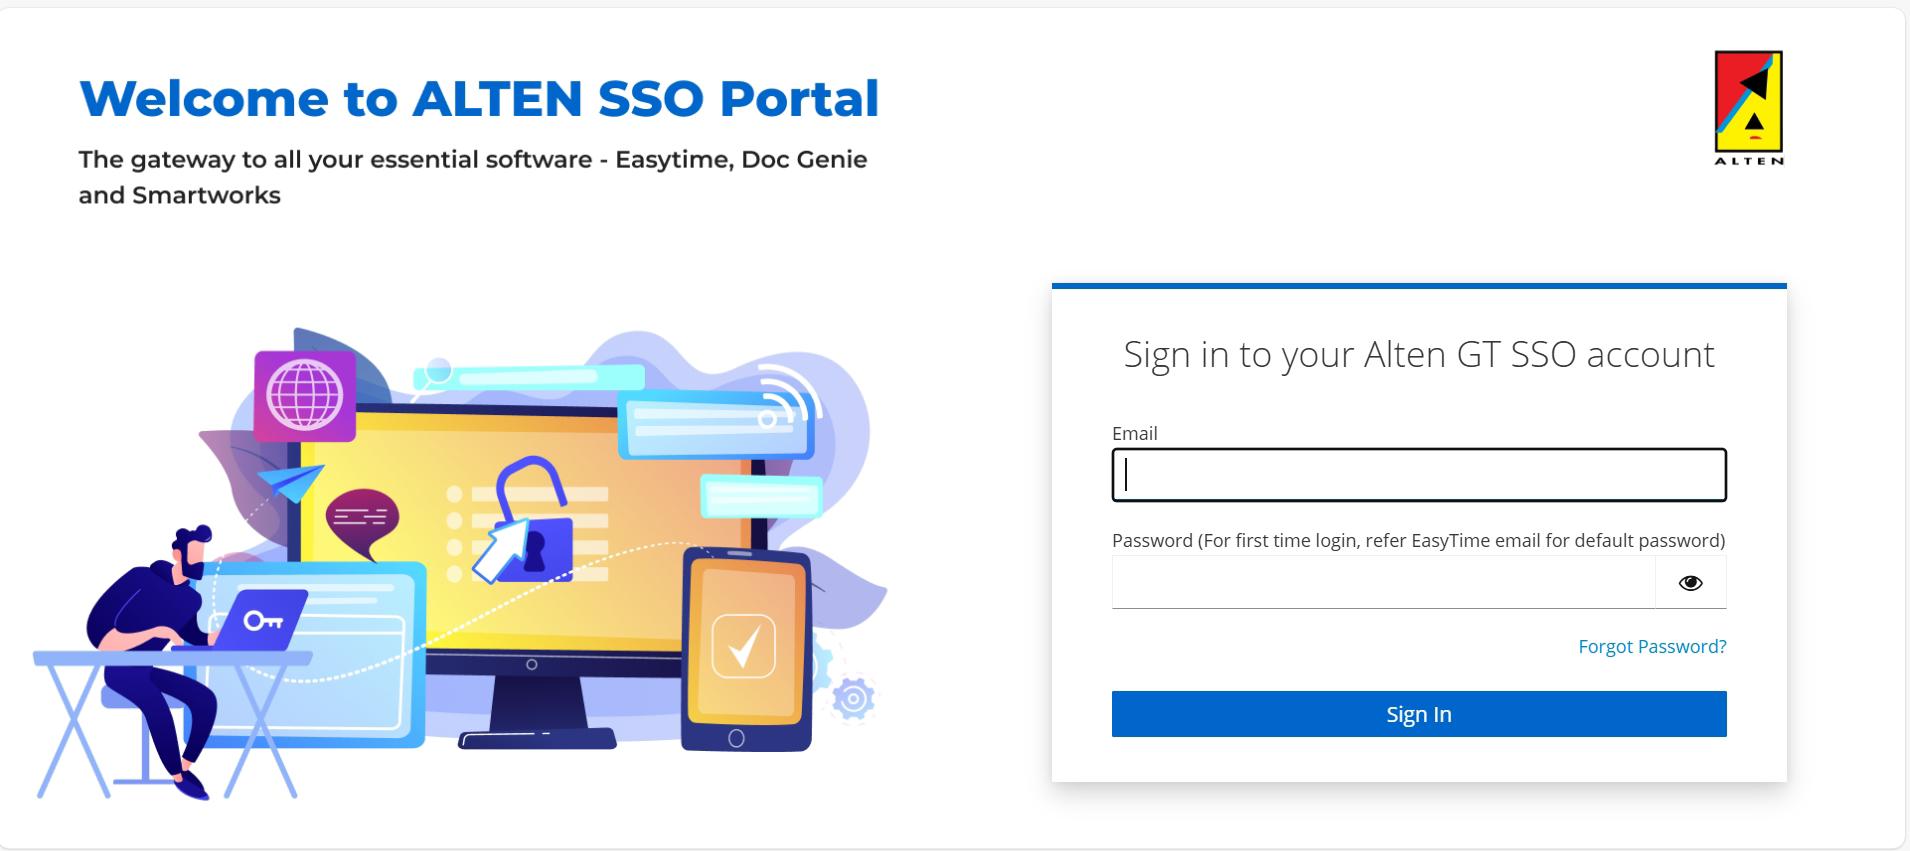 Welcome to ALTEN SSO Portal
The gateway to all your essential software - Easytime, Doc Genie
and Smartworks
ALTEN
Sign in to your Alten GT SSO account
Email
Password (For first time login, refer EasyTime email for default password)
Forgot Password?
Sign In